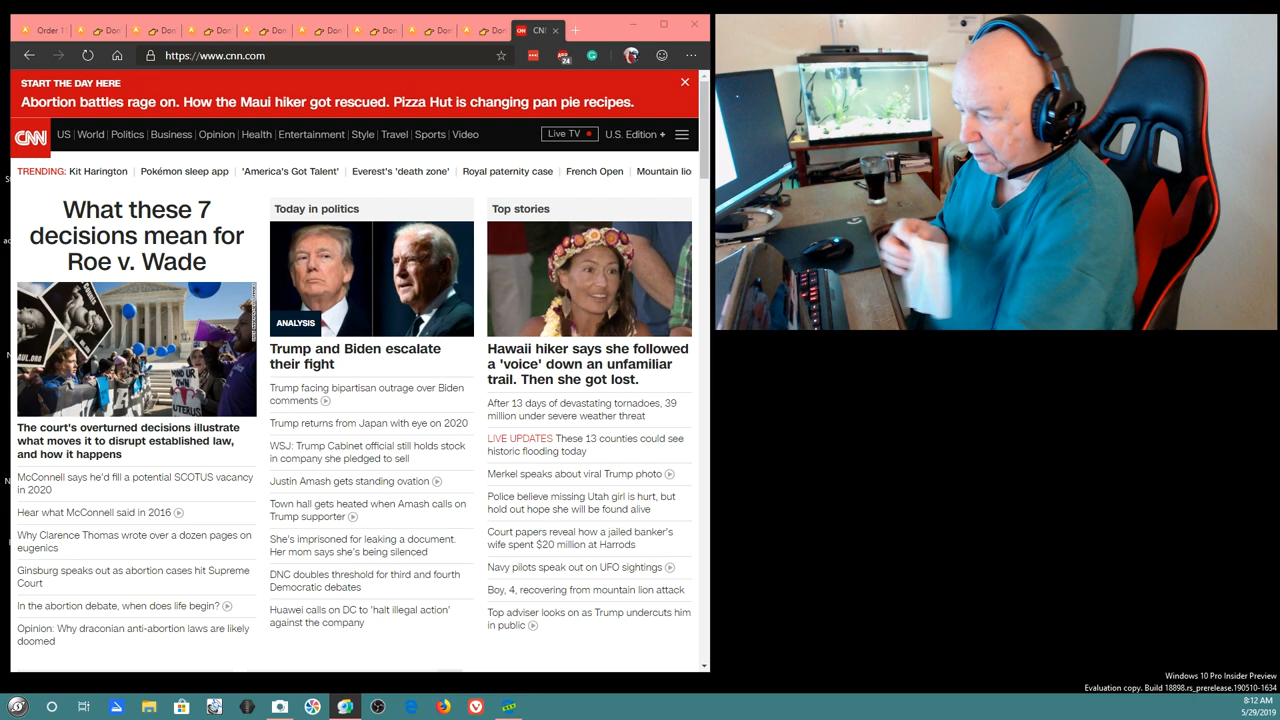 Order 1
Don
Don
Don
Don
Don
Don
Don
Don
CN
https://www.cnn.com
24
START THE DAY HERE
Abortion battles rage on. How the Maui hiker got rescued. Pizza Hut is changing pan pie recipes.
CNN US World Politics Business Opinion Health Entertainment Style Travel Sports Video Live TV U.S. Edition +
TRENDING: Kit Harington Pokémon sleep app 'America's Got Talent' Everest's 'death zone' Royal paternity case French Open Mountain lio
What these 7
decisions mean for
Roe v. Wade
The court's overturned decisions illustrate
what moves it to disrupt established law,
and how it happens
McConnell says he'd fill a potential SCOTUS vacancy
in 2020
Hear what McConnell said in 2016
Why Clarence Thomas wrote over a dozen pages on
eugenics
Ginsburg speaks out as abortion cases hit Supreme
Court
In the abortion debate, when does life begin?
Opinion: Why draconian anti-abortion laws are likely
doomed
Today in politics
ANALYSIS
Trump and Biden escalate
their fight
Trump facing bipartisan outrage over Biden
comments
Trump returns from Japan with eye on 2020
WSJ: Trump Cabinet official still holds stock
in company she pledged to sell
Justin Amash gets standing ovation
Town hall gets heated when Amash calls on
Trump supporter
She's imprisoned for leaking a document.
Her mom says she's being silenced
DNC doubles threshold for third and fourth
Democratic debates
Huawei calls on DC to 'halt illegal action'
against the company
Top stories
Hawaii hiker says she followed
a 'voice' down an unfamiliar
trail. Then she got lost.
After 13 days of devastating tornadoes, 39
million under severe weather threat
LIVE UPDATES These 13 counties could see
historic flooding today
Merkel speaks about viral Trump photo
Police believe missing Utah girl is hurt, but
hold out hope she will be found alive
Court papers reveal how a jailed banker's
wife spent $20 million at Harrods
Navy pilots speak out on UFO sightings
Boy, 4, recovering from mountain lion attack
Top adviser looks on as Trump undercuts him
in public
Windows 10 Pro Insider Preview
Evaluation copy. Build 18898.rs_prerelease.190510-1634
8:12 AM
5/29/2019